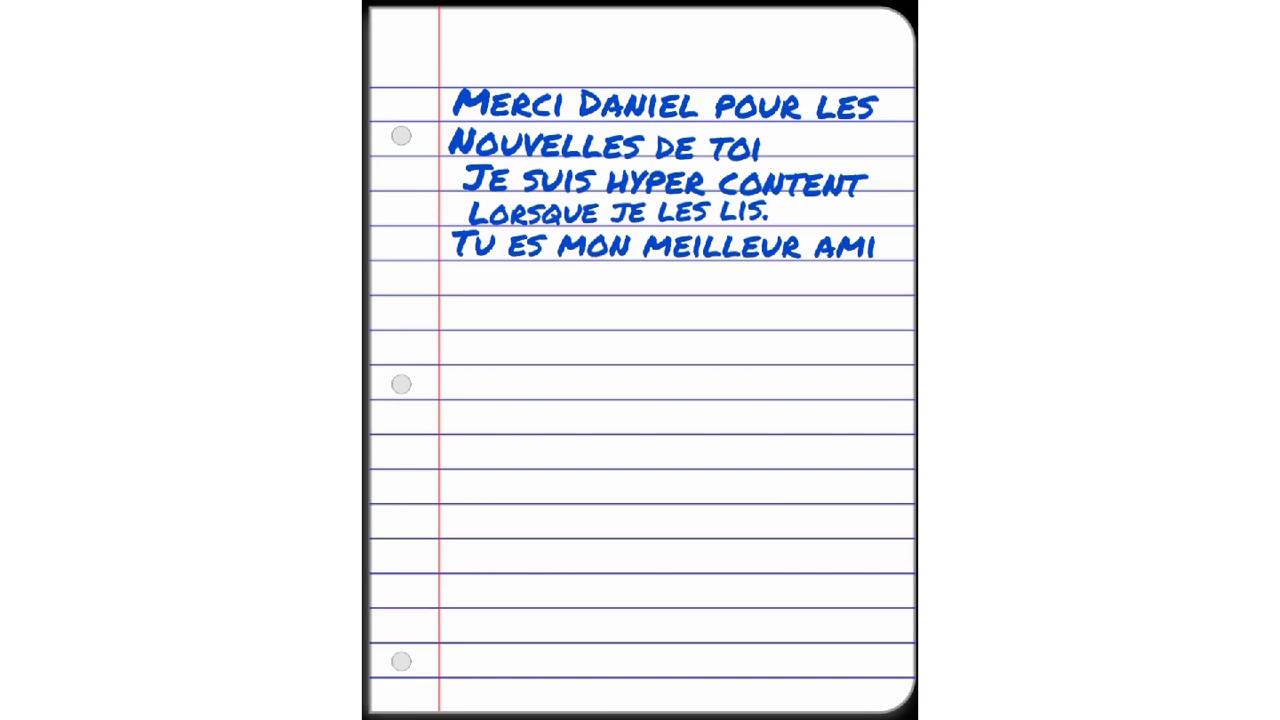 Merci Daniel pour les
Nouvelles de toi
Je suis hyper content
lorsque je les lis.
Tu es mon meilleur ami